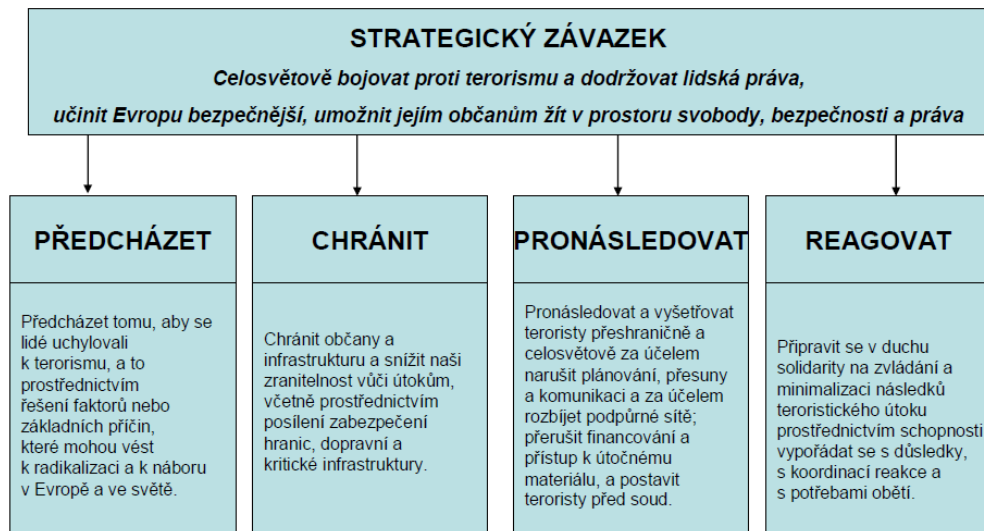 STRATEGICKÝ ZÁVAZEK
Celosvětově bojovat proti terorismu a dodržovat lidská práva,
učinit Evropu bezpečnější, umožnit jejím občanům žít v prostoru svobody, bezpečnosti a práva
PŘEDCHÁZET
Předcházet tomu, aby se
lidé uchylovali
k terorismu, a to
prostřednictvím
řešení faktorů nebo
základních příčin,
které mohou vést
k radikalizaci a k náboru
v Evropě a ve světě.
CHRÁNIT
Chránit občany a
infrastrukturu a snížit naši
zranitelnost vůči útokům,
včetně prostřednictvím
posílení zabezpečení
hranic, dopravní a
kritické infrastruktury.
PRONÁSLEDOVAT
Pronásledovat a vyšetřovat
teroristy přeshraničně a
celosvětově za účelem
narušit plánování, přesuny
a komunikaci a za účelem
rozbíjet podpůrné sítě;
přerušit financování a
přístup k útočnému
materiálu, a postavit
teroristy před soud.
REAGOVAT
Připravit se v duchu
solidarity na zvládání a
minimalizaci následků
teroristického útoku
prostřednictvím schopnosti
vypořádat se s důsledky,
s koordinací reakce a
s potřebami obětí.